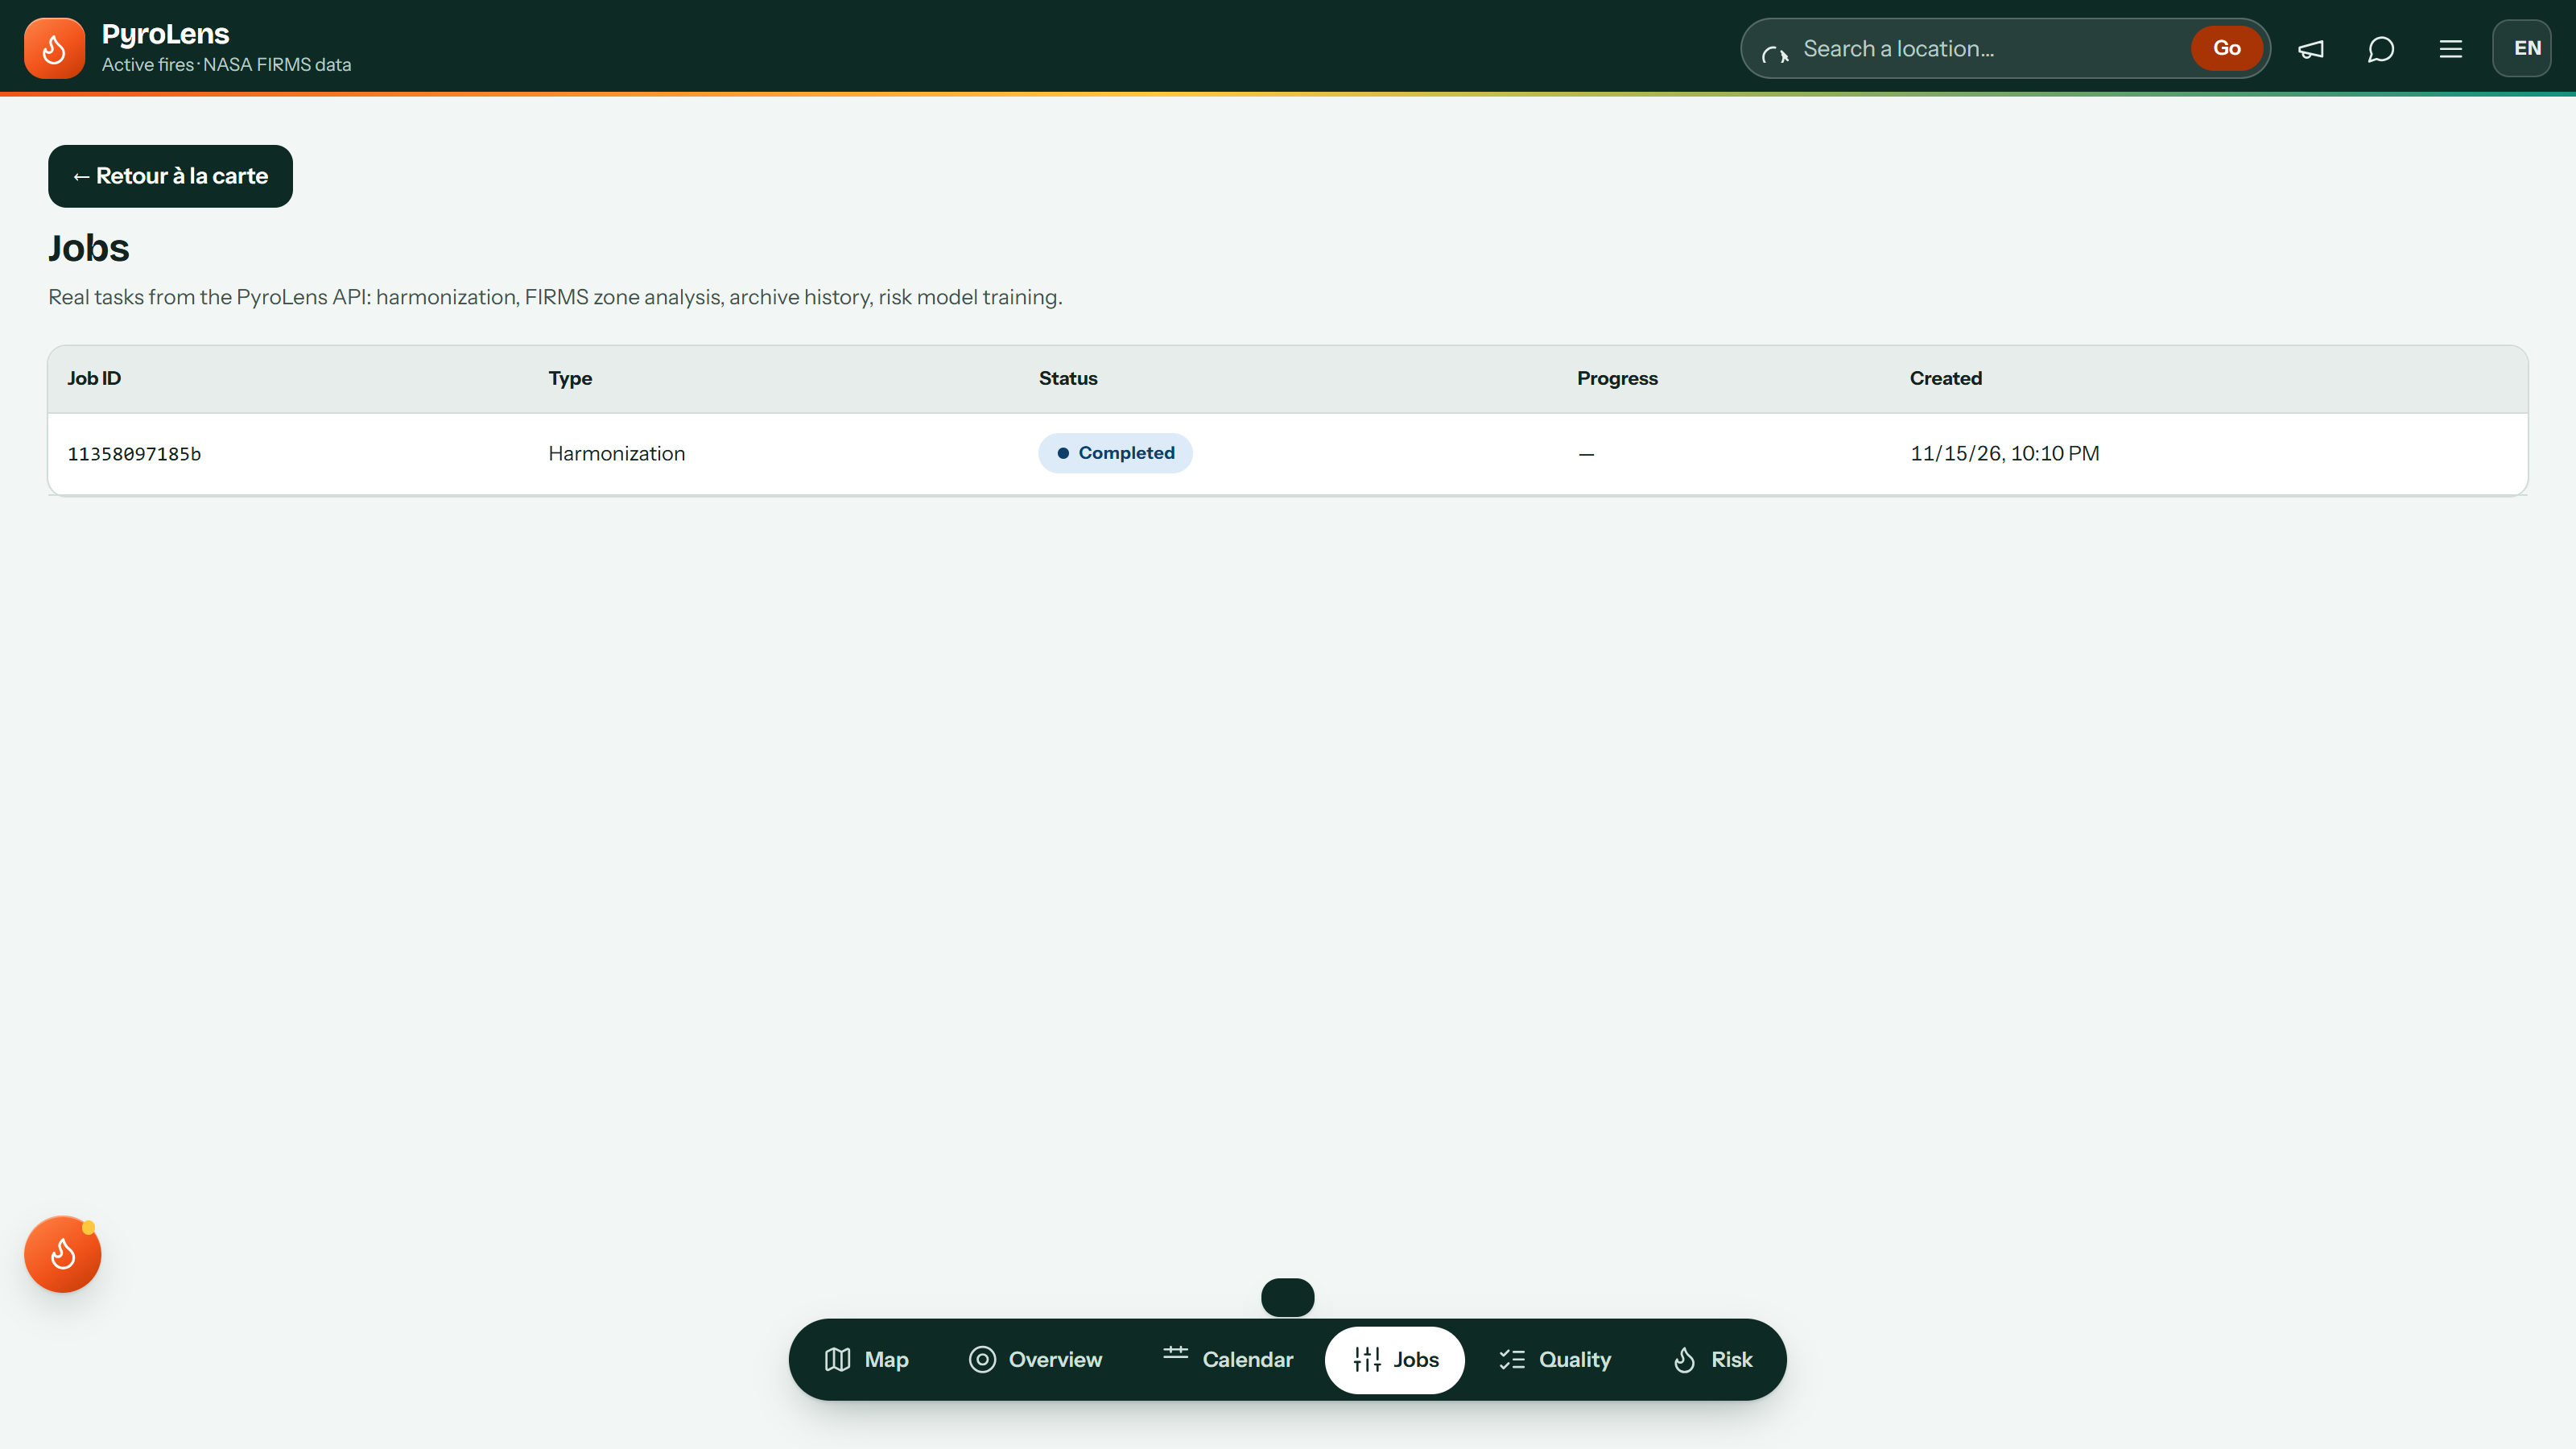 PyroLens
Active fires · NASA FIRMS data
Search a location...
Go
EN
← Retour à la carte
Jobs
Real tasks from the PyroLens API: harmonization, FIRMS zone analysis, archive history, risk model training.
Job ID Type Status Progress Created
11358097185b Harmonization Completed — 11/15/26, 10:10 PM
Map Overview Calendar Jobs Quality Risk